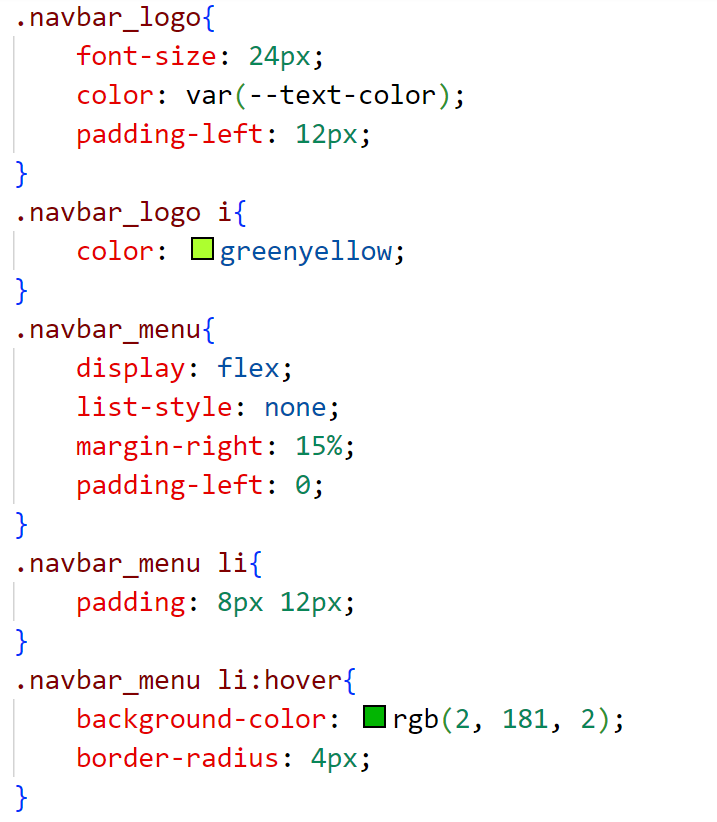 .navbar_logo{
    font-size: 24px;
    color: var(--text-color);
    padding-left: 12px;
}
.navbar_logo i{
    color: greenyellow;
}
.navbar_menu{
    display: flex;
    list-style: none;
    margin-right: 15%;
    padding-left: 0;
}
.navbar_menu li{
    padding: 8px 12px;
}
.navbar_menu li:hover{
    background-color: rgb(2, 181, 2);
    border-radius: 4px;
}